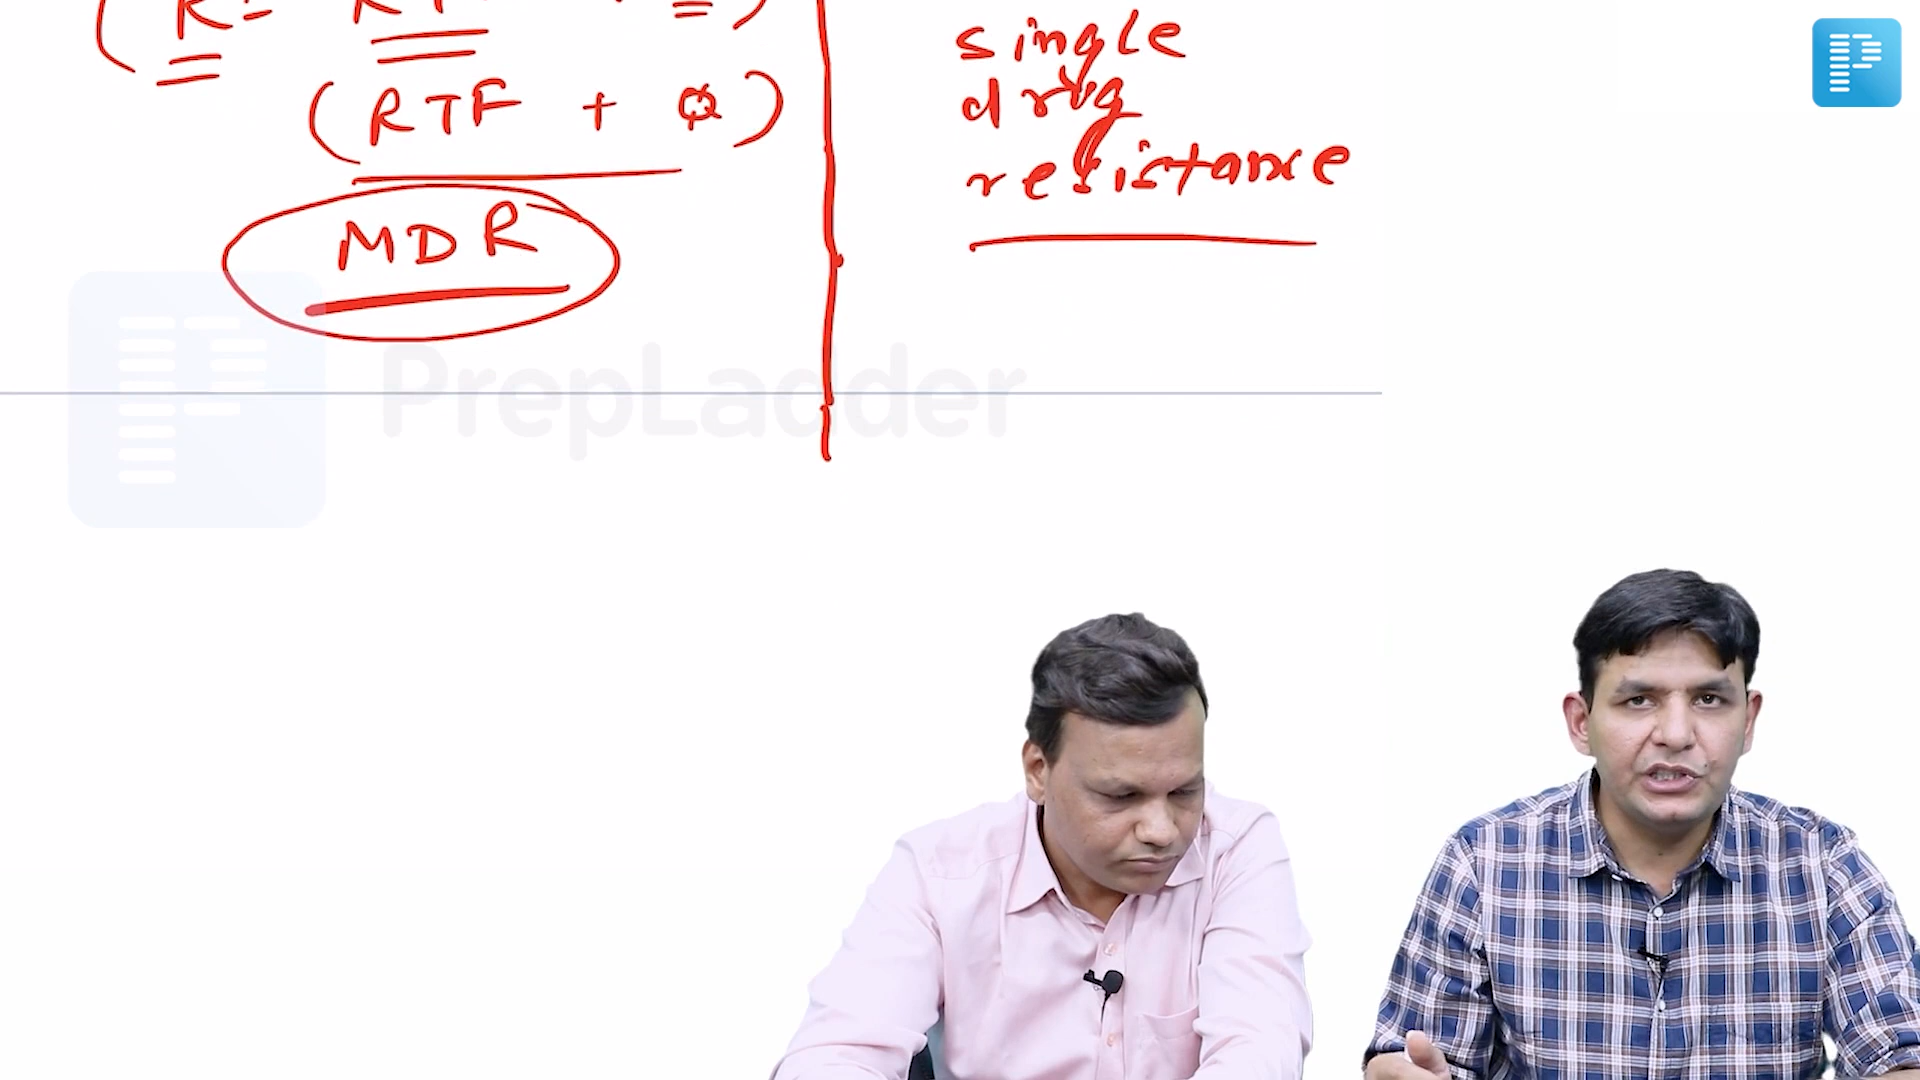 (RTF + Q)
MDR
single
drug
resistance
PrepLadder